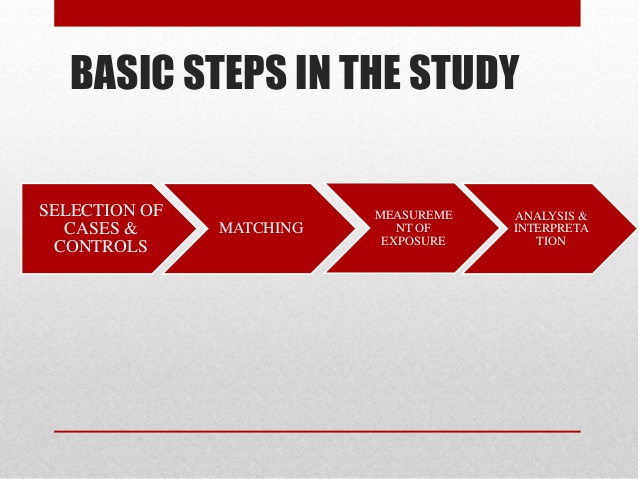 BASIC STEPS IN THE STUDY
SELECTION OF
CASES &
CONTROLS
MATCHING
MEASUREME
NT OF
EXPOSURE
ANALYSIS &
INTERPRETA
TION